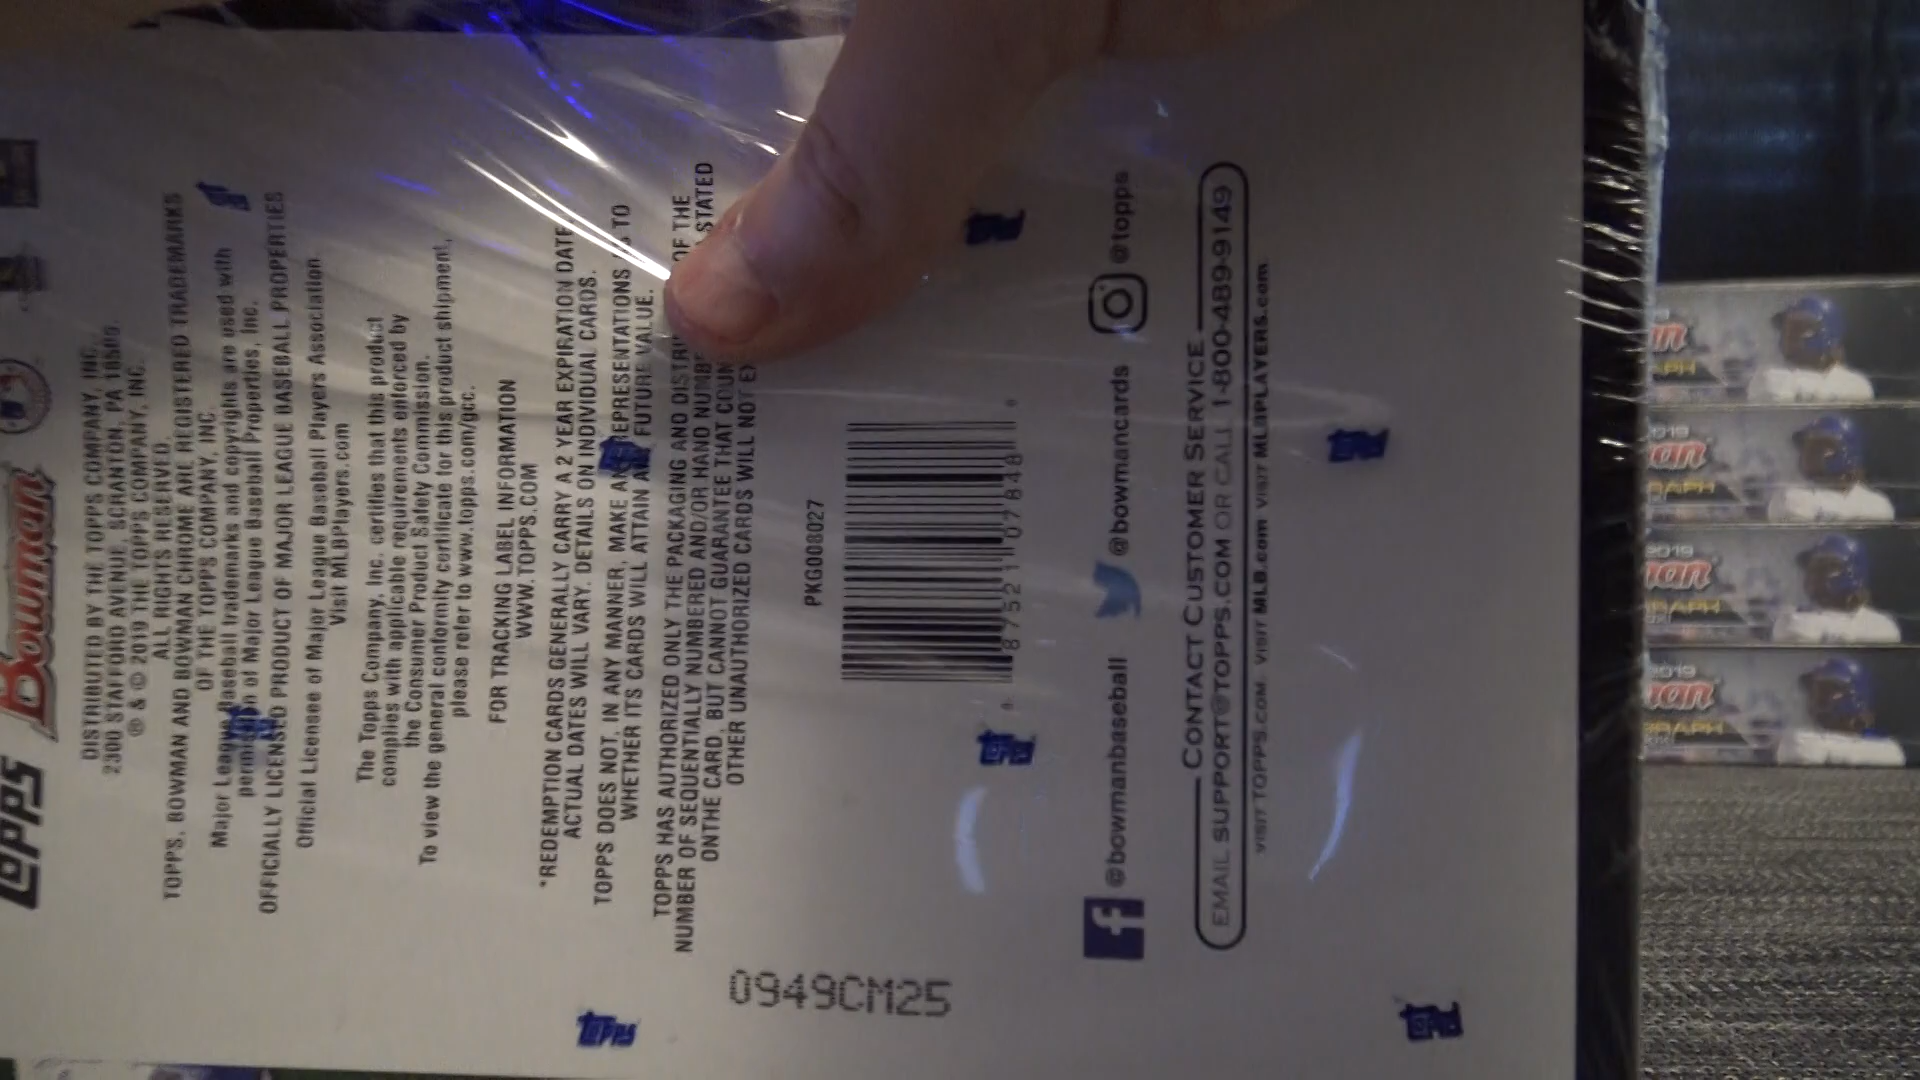 TOPPS Bowman
DISTRIBUTED BY THE TOPPS COMPANY, INC.
2300 STAFFORD AVENUE, SCRANTON, PA 18505.
® & © 2019 THE TOPPS COMPANY, INC.
ALL RIGHTS RESERVED.
TOPPS, BOWMAN AND BOWMAN CHROME ARE REGISTERED TRADEMARKS
OF THE TOPPS COMPANY, INC.
Major League Baseball trademarks and copyrights are used with
permission of Major League Baseball Properties, Inc.
OFFICIALLY LICENSED PRODUCT OF MAJOR LEAGUE BASEBALL PROPERTIES
Official Licensee of Major League Baseball Players Association
Visit MLBPlayers.com
The Topps Company, Inc. certifies that this product
complies with applicable requirements enforced by
the Consumer Product Safety Commission.
To view the general conformity certificate for this product shipment,
please refer to www.topps.com/gcc.
FOR TRACKING LABEL INFORMATION
WWW.TOPPS.COM
*REDEMPTION CARDS GENERALLY CARRY A 2 YEAR EXPIRATION DATE
ACTUAL DATES WILL VARY. DETAILS ON INDIVIDUAL CARDS.
TOPPS DOES NOT, IN ANY MANNER, MAKE ANY REPRESENTATIONS AS TO
WHETHER ITS CARDS WILL ATTAIN ANY FUTURE VALUE.
TOPPS HAS AUTHORIZED ONLY THE PACKAGING AND OF THE
NUMBER OF SEQUENTIALLY NUMBERED AND/OR HAND STATED
ONTHE CARD, BUT CANNOT GUARANTEE THAT
OTHER UNAUTHORIZED CARDS WILL NOT
PKG008027
8 75211 07848
@bowmanbaseball @bowmancards @topps
CONTACT CUSTOMER SERVICE
EMAIL SUPPORT@TOPPS.COM OR CALL 1-800-489-9149
VISIT TOPPS.COM VISIT MLB.com VISIT MLBPLAYERS.com
0949CM25
TOPPS
2019
2019
2019